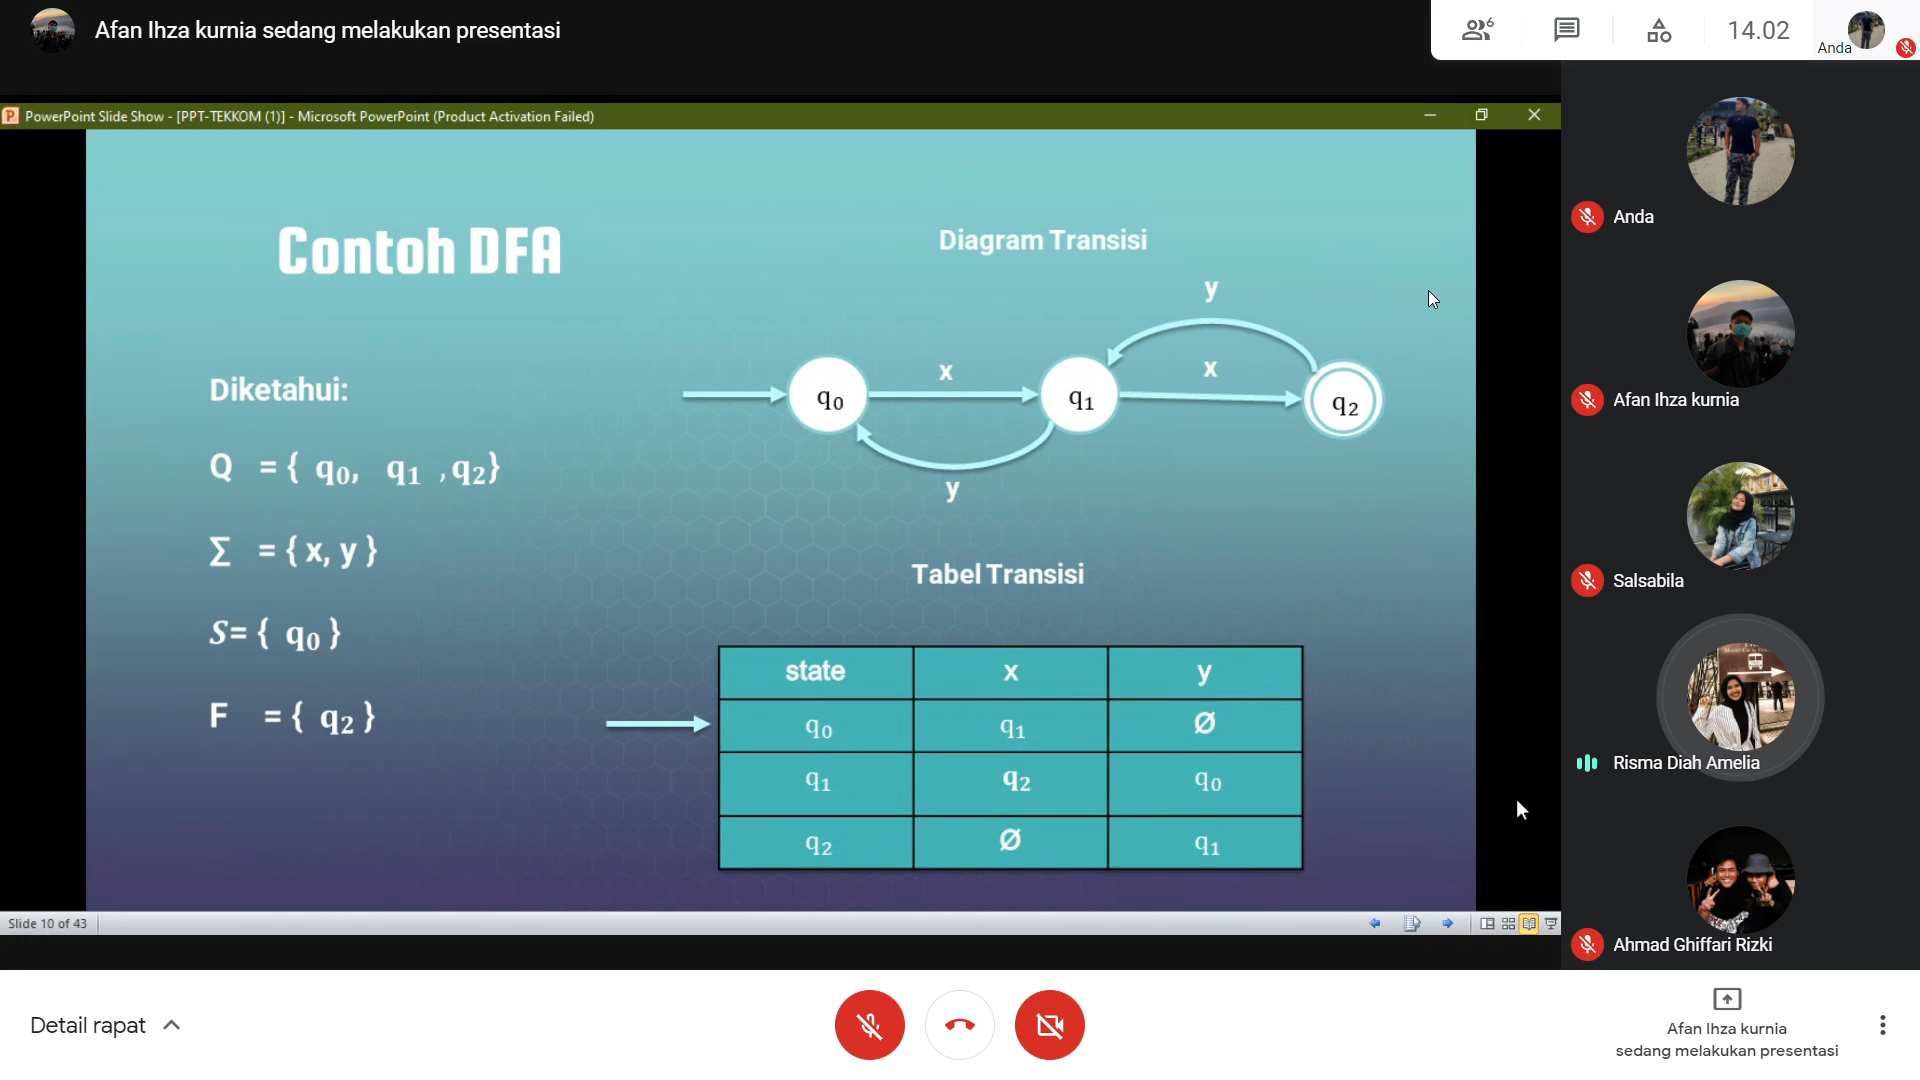 Afan Ihza kurnia sedang melakukan presentasi
6
14.02
Anda
PowerPoint Slide Show - [PPT-TEKKOM (1)] - Microsoft PowerPoint (Product Activation Failed)
Contoh DFA
Diketahui:
Q = { q0, q1 ,q2}
Σ = { x, y }
S= { q0 }
F = { q2 }
Diagram Transisi
y
x
x
q0
q1
q2
y
Tabel Transisi
state x y
q0 q1 Ø
q1 q2 q0
q2 Ø q1
Slide 10 of 43
Anda
Afan Ihza kurnia
Salsabila
Risma Diah Amelia
Ahmad Ghiffari Rizki
Detail rapat
Afan Ihza kurnia
sedang melakukan presentasi